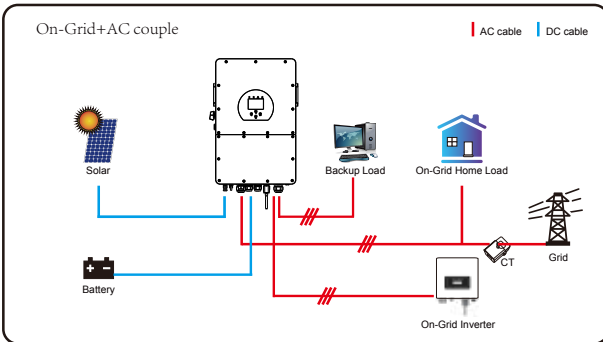 On-Grid+AC couple
AC cable
DC cable
Solar
Backup Load
On-Grid Home Load
CT
Grid
Battery
On-Grid Inverter